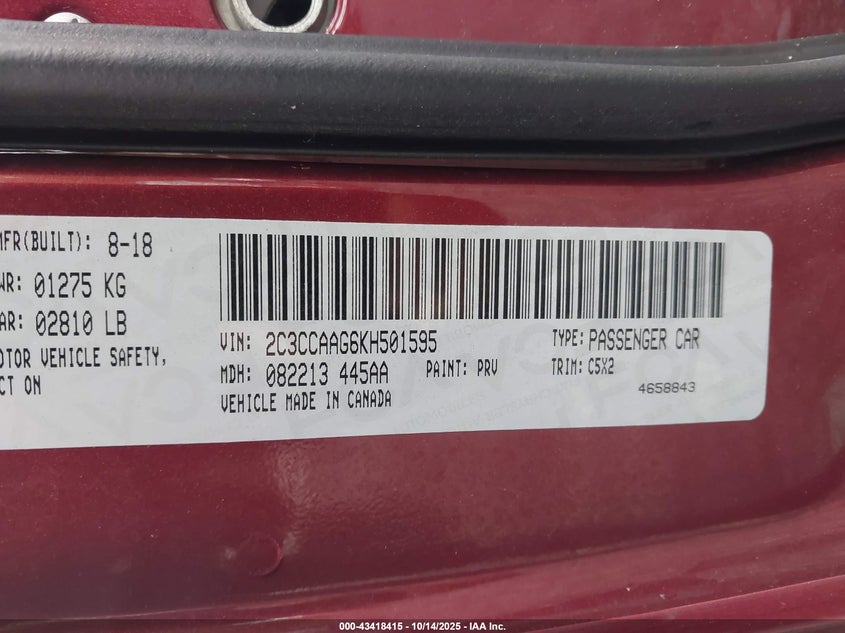 MFR(BUILT): 8-18
WR: 01275 KG
AR: 02810 LB
OTOR VEHICLE SAFETY,
CT ON
VIN: 2C3CCAAG6KH501595 TYPE: PASSENGER CAR
MDH: 082213 445AA PAINT: PRV TRIM: C5X2
VEHICLE MADE IN CANADA 4658843
000-43418415 - 10/14/2025 - IAA Inc.